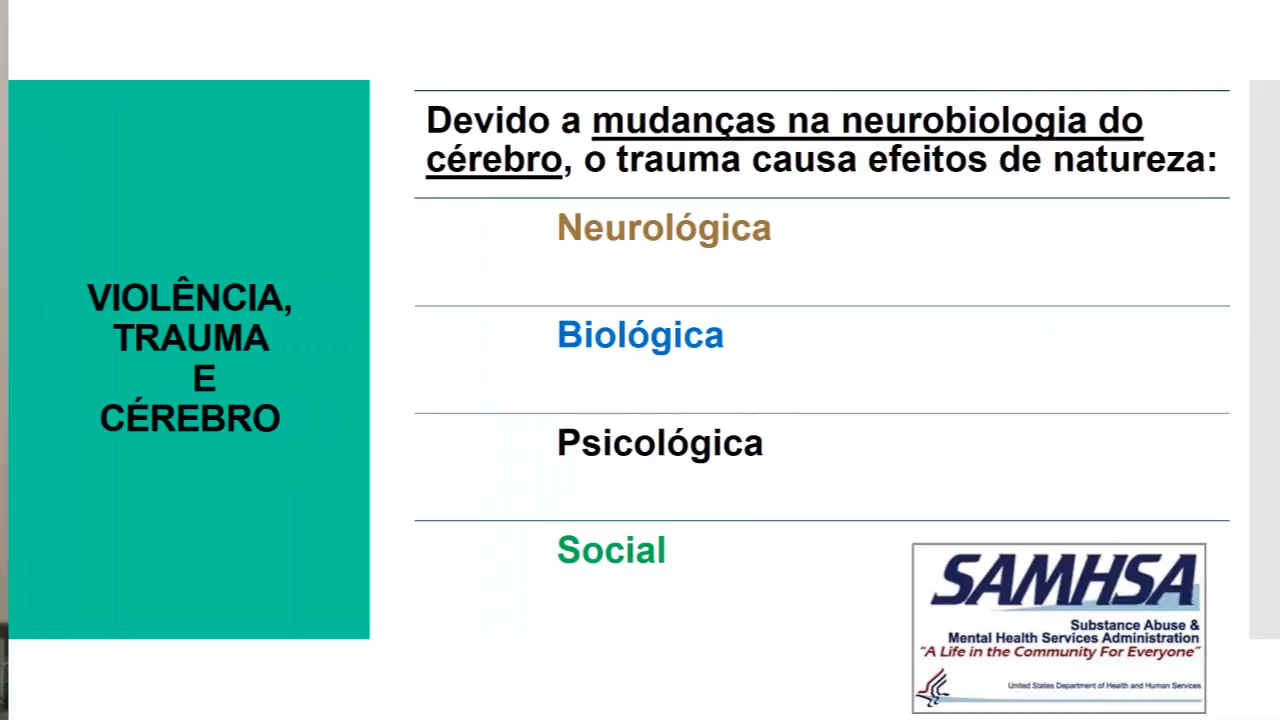 VIOLÊNCIA,
TRAUMA
E
CÉREBRO
Devido a mudanças na neurobiologia do
cérebro, o trauma causa efeitos de natureza:
Neurológica
Biológica
Psicológica
Social
SAMHSA
Substance Abuse &
Mental Health Services Administration
"A Life in the Community For Everyone"
United States Department of Health and Human Services